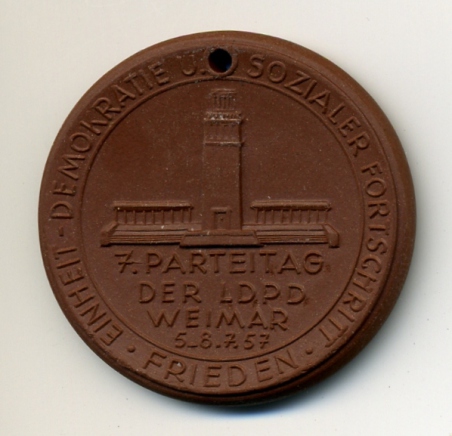 EINHEIT · DEMOKRATIE U. SOZIALER FORTSCHRITT · FRIEDEN ·
7. PARTEITAG
DER LDPD
WEIMAR
5.-8.7.57